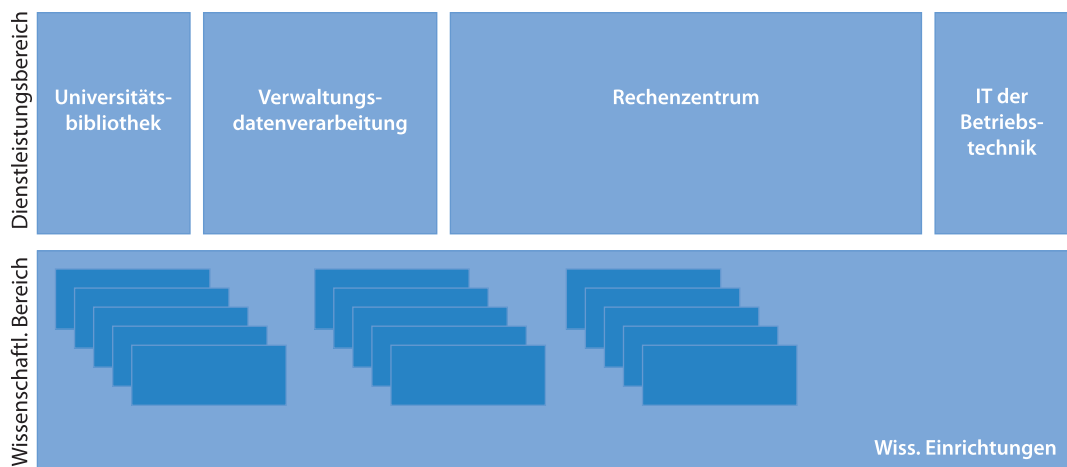 Dienstleistungsbereich
Universitäts-
bibliothek
Verwaltungs-
datenverarbeitung
Rechenzentrum
IT der
Betriebs-
technik
Wissenschaftl. Bereich
Wiss. Einrichtungen